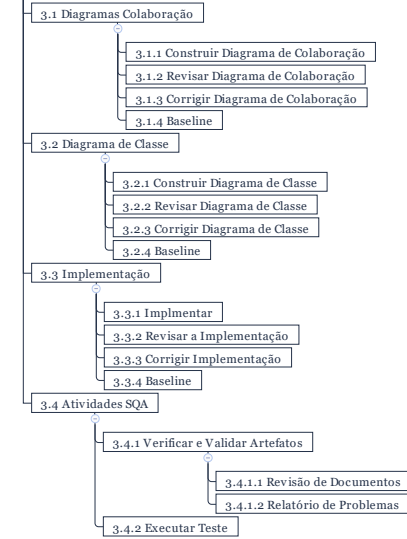 3.1 Diagramas Colaboração
3.1.1 Construir Diagrama de Colaboração
3.1.2 Revisar Diagrama de Colaboração
3.1.3 Corrigir Diagrama de Colaboração
3.1.4 Baseline
3.2 Diagrama de Classe
3.2.1 Construir Diagrama de Classe
3.2.2 Revisar Diagrama de Classe
3.2.3 Corrigir Diagrama de Classe
3.2.4 Baseline
3.3 Implementação
3.3.1 Implmentar
3.3.2 Revisar a Implementação
3.3.3 Corrigir Implementação
3.3.4 Baseline
3.4 Atividades SQA
3.4.1 Verificar e Validar Artefatos
3.4.1.1 Revisão de Documentos
3.4.1.2 Relatório de Problemas
3.4.2 Executar Teste